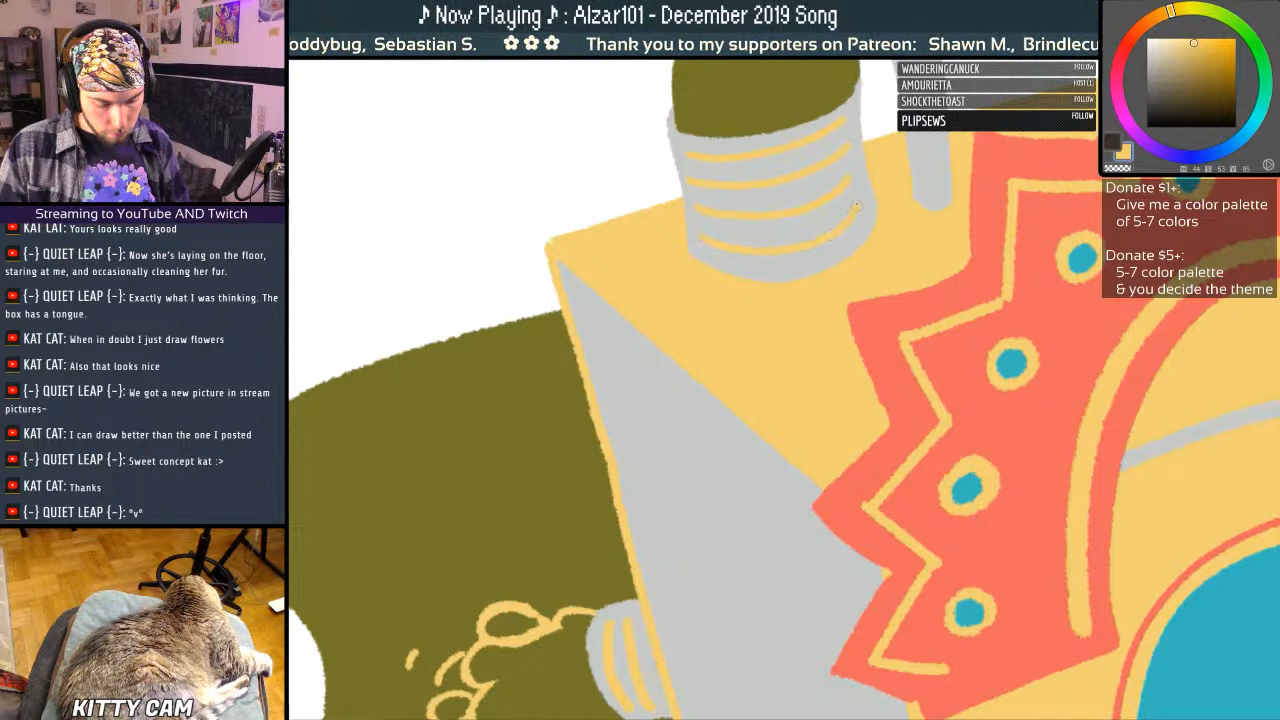 ♪ Now Playing ♪ : Alzar101 - December 2019 Song
oddybug, Sebastian S. ✿ ✿ ✿ Thank you to my supporters on Patreon: Shawn M., Brindlecu
WANDERINGCANUCK FOLLOW
AMOURIETTA HOST (1)
SHOCKTHETOAST FOLLOW
PLIPSEWS FOLLOW
Donate $1+:
Give me a color palette
of 5-7 colors
Donate $5+:
5-7 color palette
& you decide the theme
Streaming to YouTube AND Twitch
KAT CAT: Yours looks really good
{-} QUIET LEAP {-}: Now she's laying on the floor,
staring at me, and occasionally cleaning her fur.
{-} QUIET LEAP {-}: Exactly what I was thinking. The
box has a tongue.
KAT CAT: When in doubt I just draw flowers
KAT CAT: Also that looks nice
{-} QUIET LEAP {-}: We got a new picture in stream
pictures~
KAT CAT: I can draw better than the one I posted
{-} QUIET LEAP {-}: Sweet concept kat :>
KAT CAT: Thanks
{-} QUIET LEAP {-}: °v°
KITTY CAM